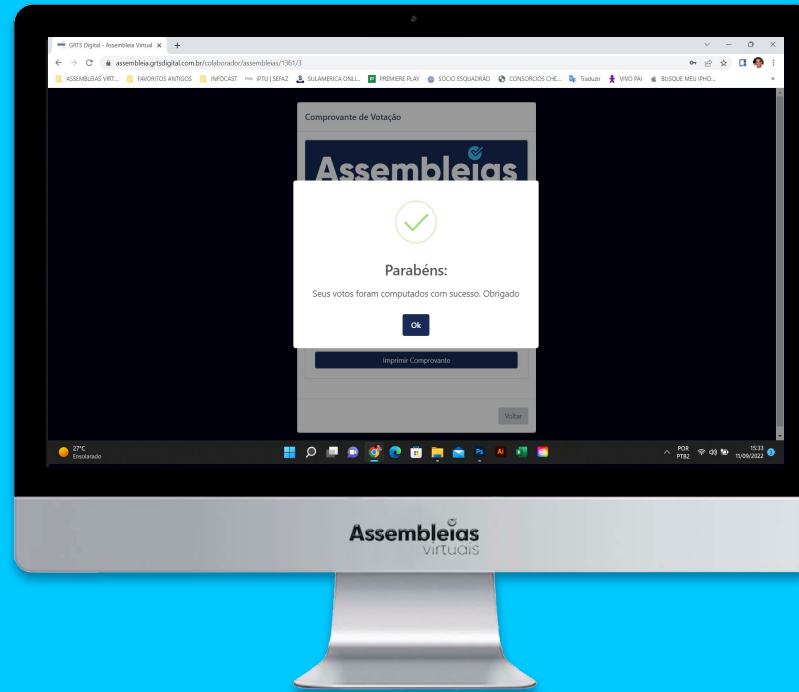 GRTS Digital - Assembleia Virtual
assembleia.grtsdigital.com.br/colaborador/assembleias/1361/3
ASSEMBLEIAS VIRT... FAVORITOS ANTIGOS INFOCAST IPTU | SEFAZ SULAMERICA ONLI... PREMIERE PLAY SÓCIO ESQUADRÃO CONSORCIOS CHE... Traduzir VIVO PAI BUSQUE MEU IPHO... »
Comprovante de Votação
Assembleias
Parabéns:
Seus votos foram computados com sucesso. Obrigado
Ok
Imprimir Comprovante
Voltar
27°C
Ensolarado
Ps Ai
POR
PTB2
15:33
11/09/2022
Assembleias
virtuais